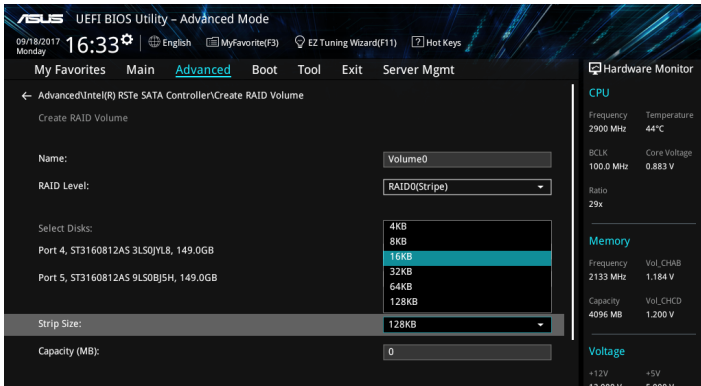 ASUS UEFI BIOS Utility – Advanced Mode
09/18/2017 Monday 16:33 English MyFavorite(F3) EZ Tuning Wizard(F11) ? Hot Keys
My Favorites Main Advanced Boot Tool Exit Server Mgmt
Hardware Monitor
← Advanced\Intel(R) RSTe SATA Controller\Create RAID Volume
Create RAID Volume
Name: Volume0
RAID Level: RAID0(Stripe)
Select Disks:
Port 4, ST3160812AS 3LS0JYL8, 149.0GB
Port 5, ST3160812AS 9LS0BJ5H, 149.0GB
4KB
8KB
16KB
32KB
64KB
128KB
Strip Size: 128KB
Capacity (MB): 0
CPU
Frequency Temperature
2900 MHz 44°C
BCLK Core Voltage
100.0 MHz 0.883 V
Ratio
29x
Memory
Frequency Vol_CHAB
2133 MHz 1.184 V
Capacity Vol_CHCD
4096 MB 1.200 V
Voltage
+12V +5V